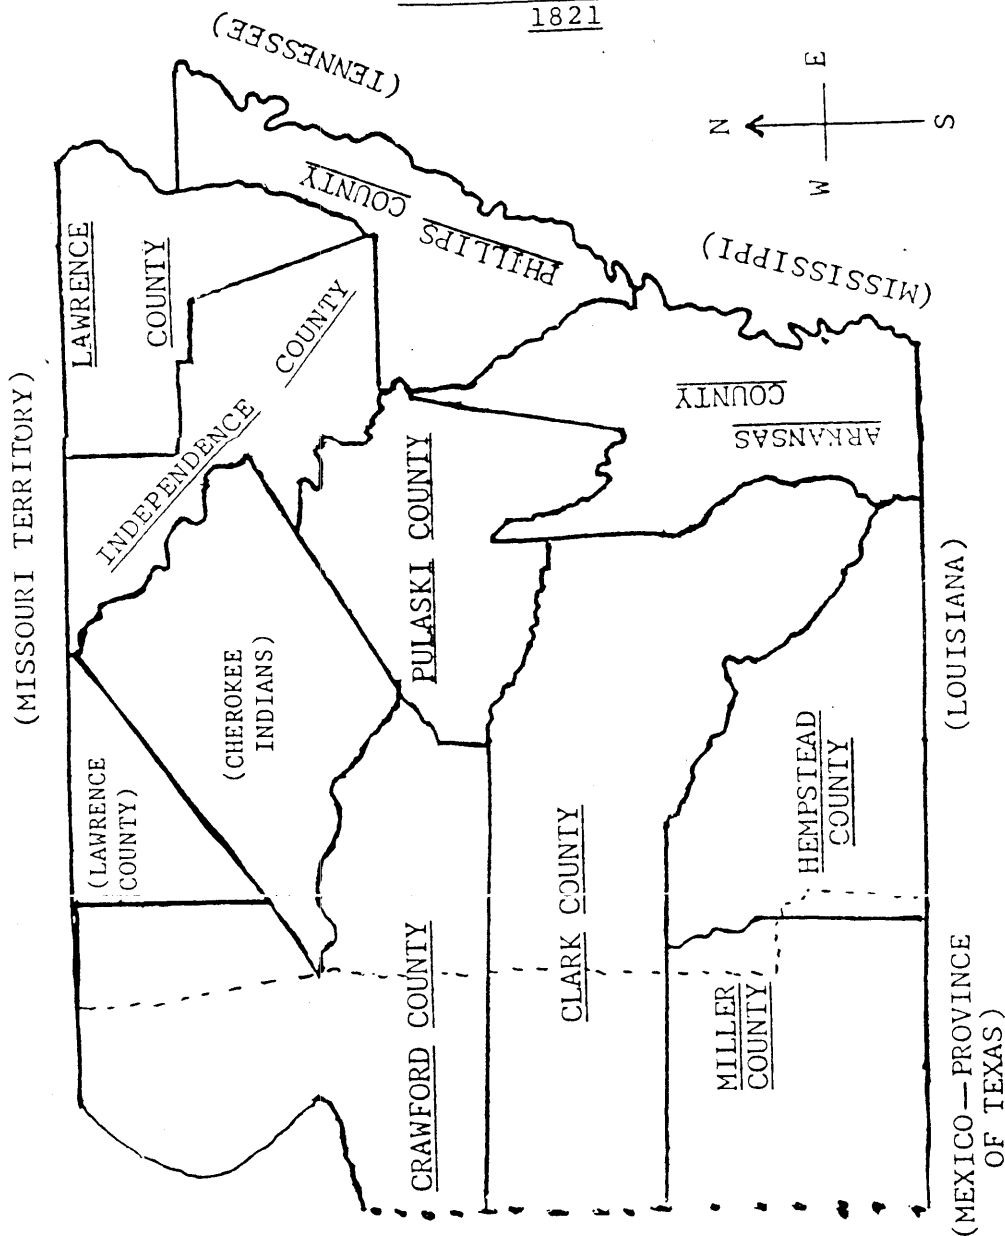 1821
(MISSOURI TERRITORY)
(TENNESSEE)
LAWRENCE
COUNTY
PHILLIPS
COUNTY
INDEPENDENCE
COUNTY
N
E
W
S
(MISSISSIPPI)
ARKANSAS
COUNTY
PULASKI COUNTY
(CHEROKEE
INDIANS)
(LAWRENCE
COUNTY)
CRAWFORD COUNTY
CLARK COUNTY
HEMPSTEAD
COUNTY
MILLER
COUNTY
(LOUISIANA)
(MEXICO—PROVINCE
OF TEXAS)